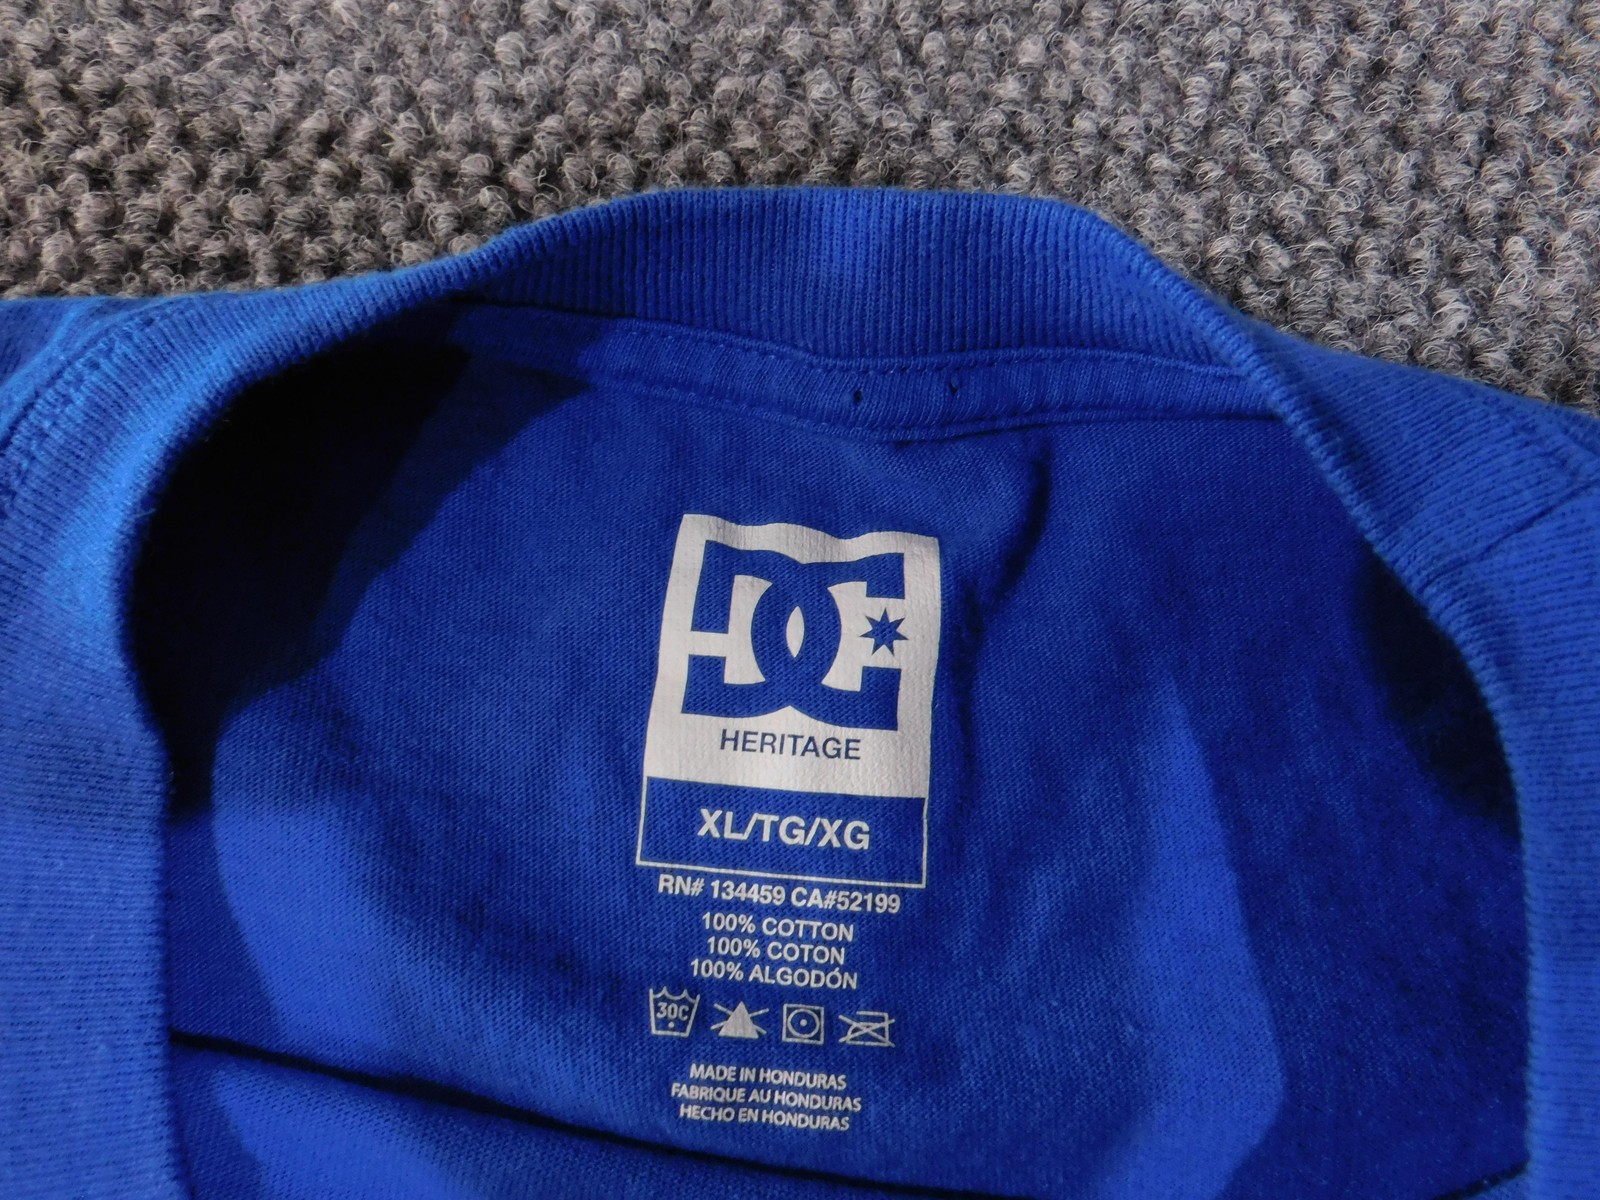 DC
HERITAGE
XL/TG/XG
RN# 134459 CA#52199
100% COTTON
100% COTON
100% ALGODÓN
30C
MADE IN HONDURAS
FABRIQUE AU HONDURAS
HECHO EN HONDURAS